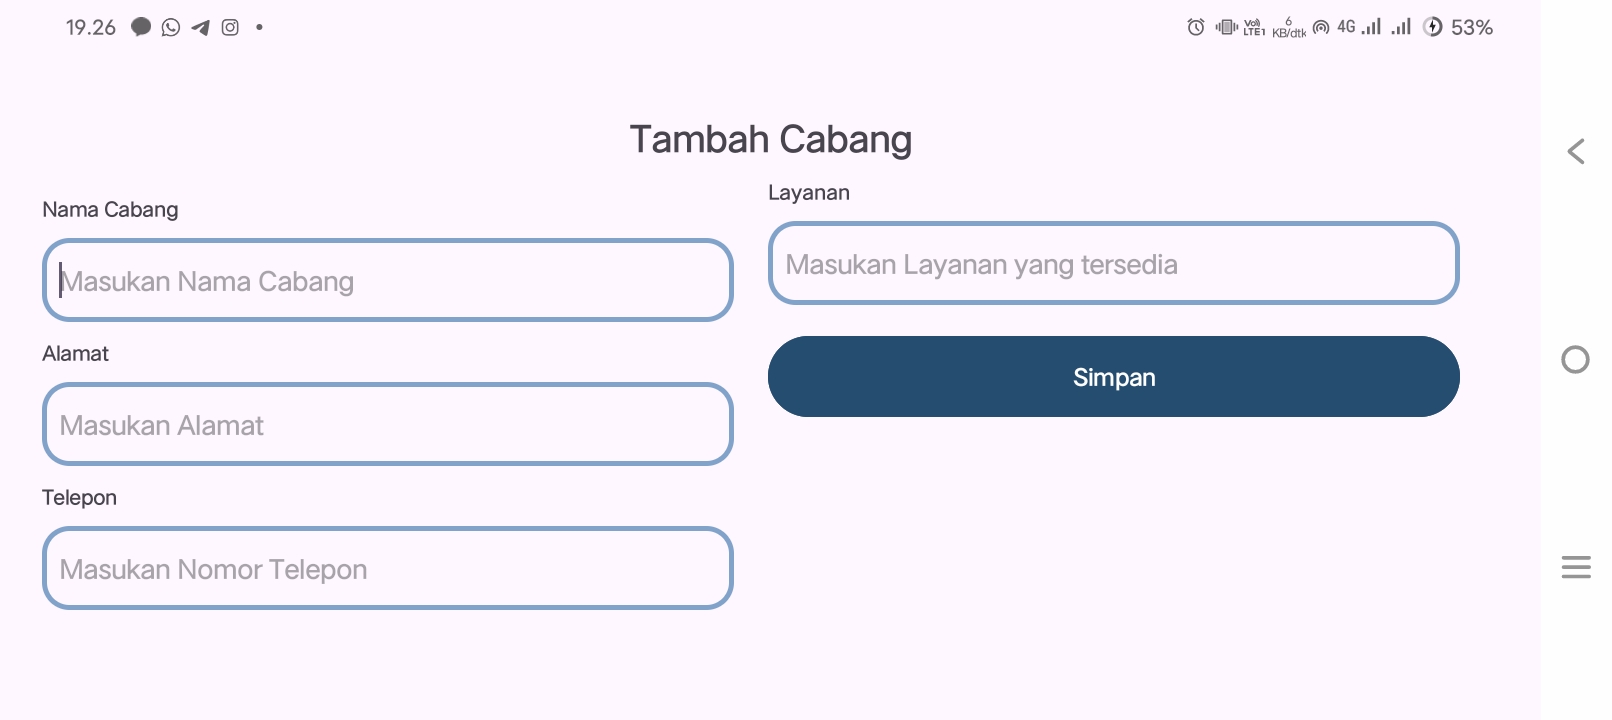 19.26
Vo) LTE1
6 KB/dtk
4G
53%
Tambah Cabang
Nama Cabang
Masukan Nama Cabang
Alamat
Masukan Alamat
Telepon
Masukan Nomor Telepon
Layanan
Masukan Layanan yang tersedia
Simpan